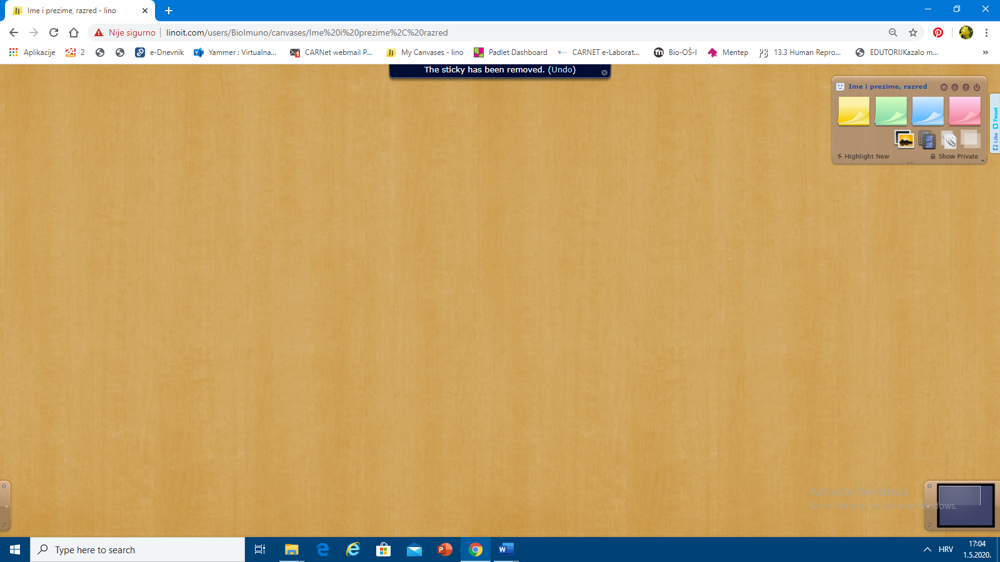 Ime i prezime, razred - lino
Nije sigurno linoit.com/users/BioImuno/canvases/Ime%20i%20prezime%2C%20razred
Aplikacije 2 e-Dnevnik Yammer : Virtualna... CARNet webmail P... My Canvases - lino Padlet Dashboard CARNET e-Laborat... Bio-OŠ-I Mentep 13.3 Human Repro... EDUTORIJKazalo m... »
The sticky has been removed. (Undo)
Ime i prezime, razred
Tweet
Like
Highlight New Show Private
Activate Windows
Go to Settings to activate Windows.
Type here to search
HRV
17:04
1.5.2020.